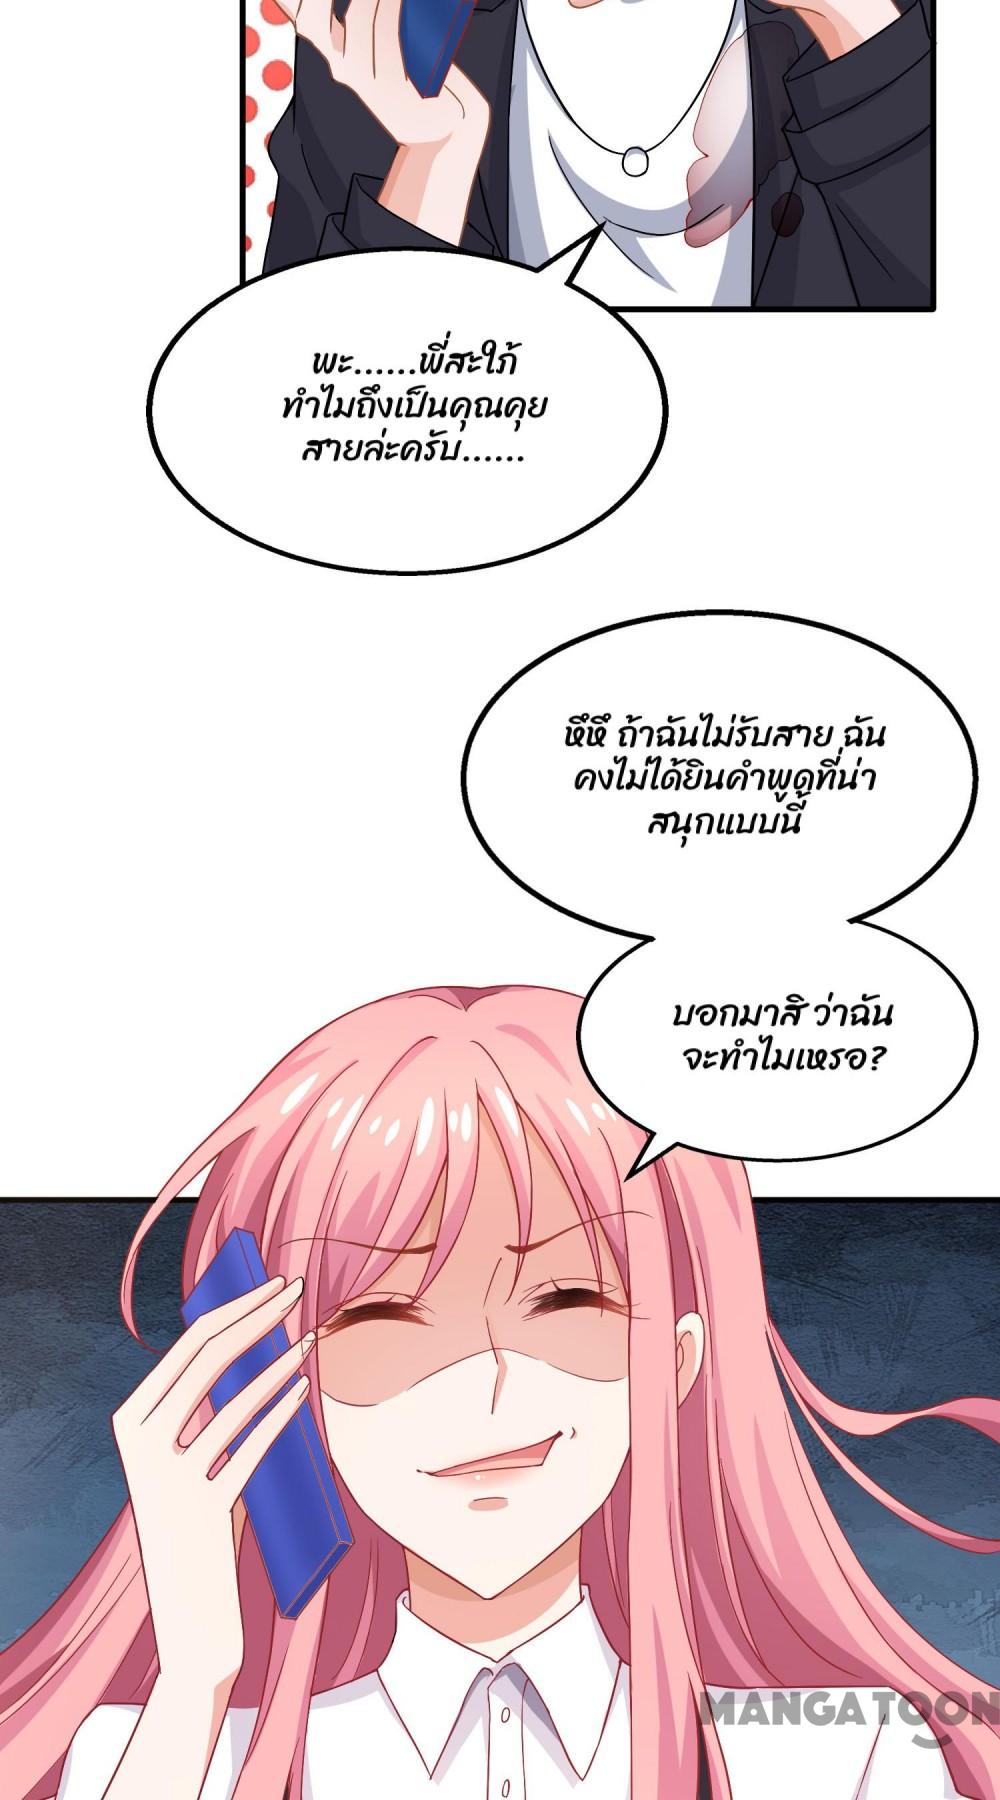 พะ......พี่สะใภ้
ทำไมถึงเป็นคุณคุย
สายล่ะครับ......
หึหึ ถ้าฉันไม่รับสาย ฉัน
คงไม่ได้ยินคำพูดที่น่า
สนุกแบบนี้
บอกมาสิ ว่าฉัน
จะทำไมเหรอ?
MANGATOON